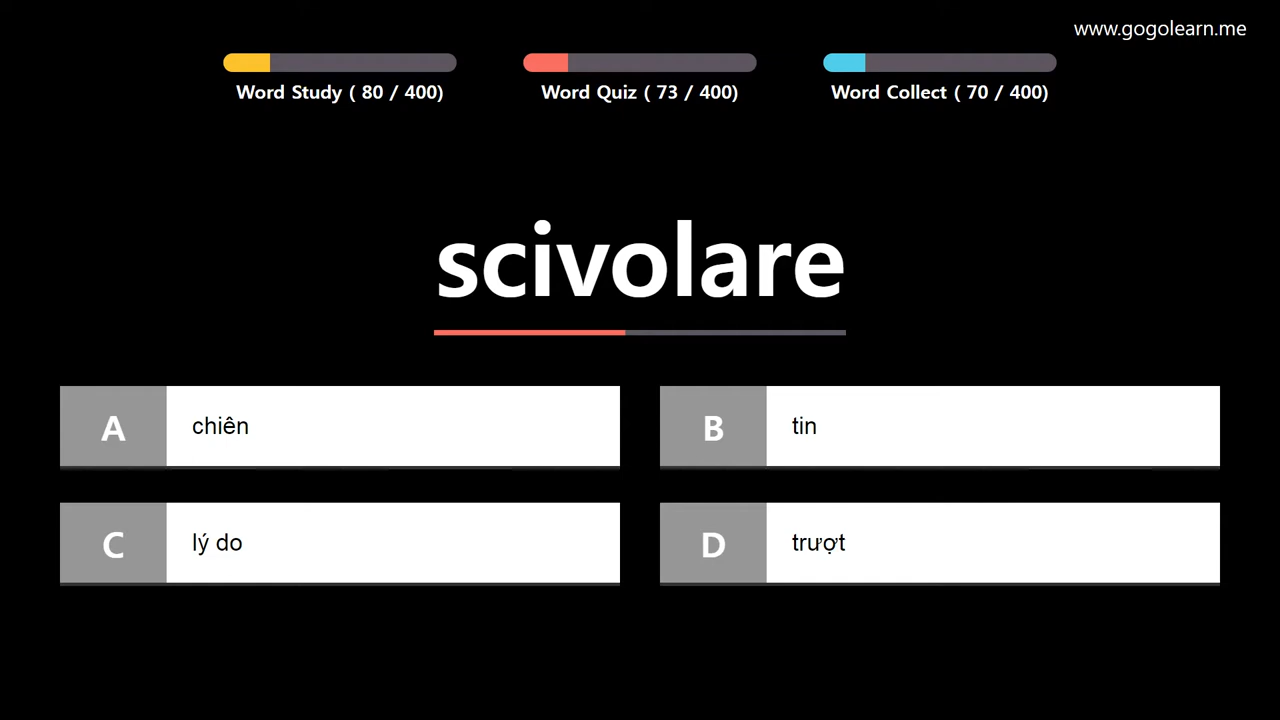 www.gogolearn.me
Word Study ( 80 / 400)
Word Quiz ( 73 / 400)
Word Collect ( 70 / 400)
scivolare
A chiên
B tin
C lý do
D trượt